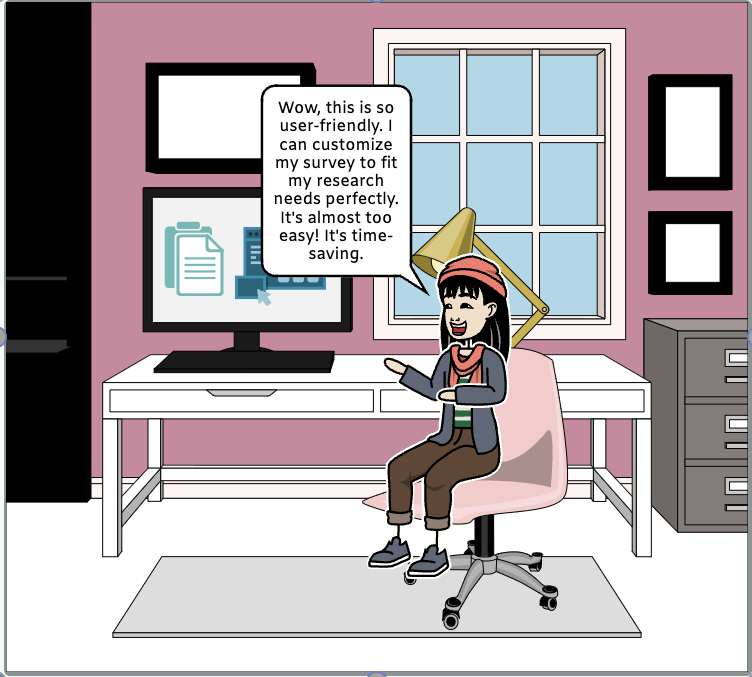 Wow, this is so
user-friendly. I
can customize
my survey to fit
my research
needs perfectly.
It's almost too
easy! It's time-
saving.